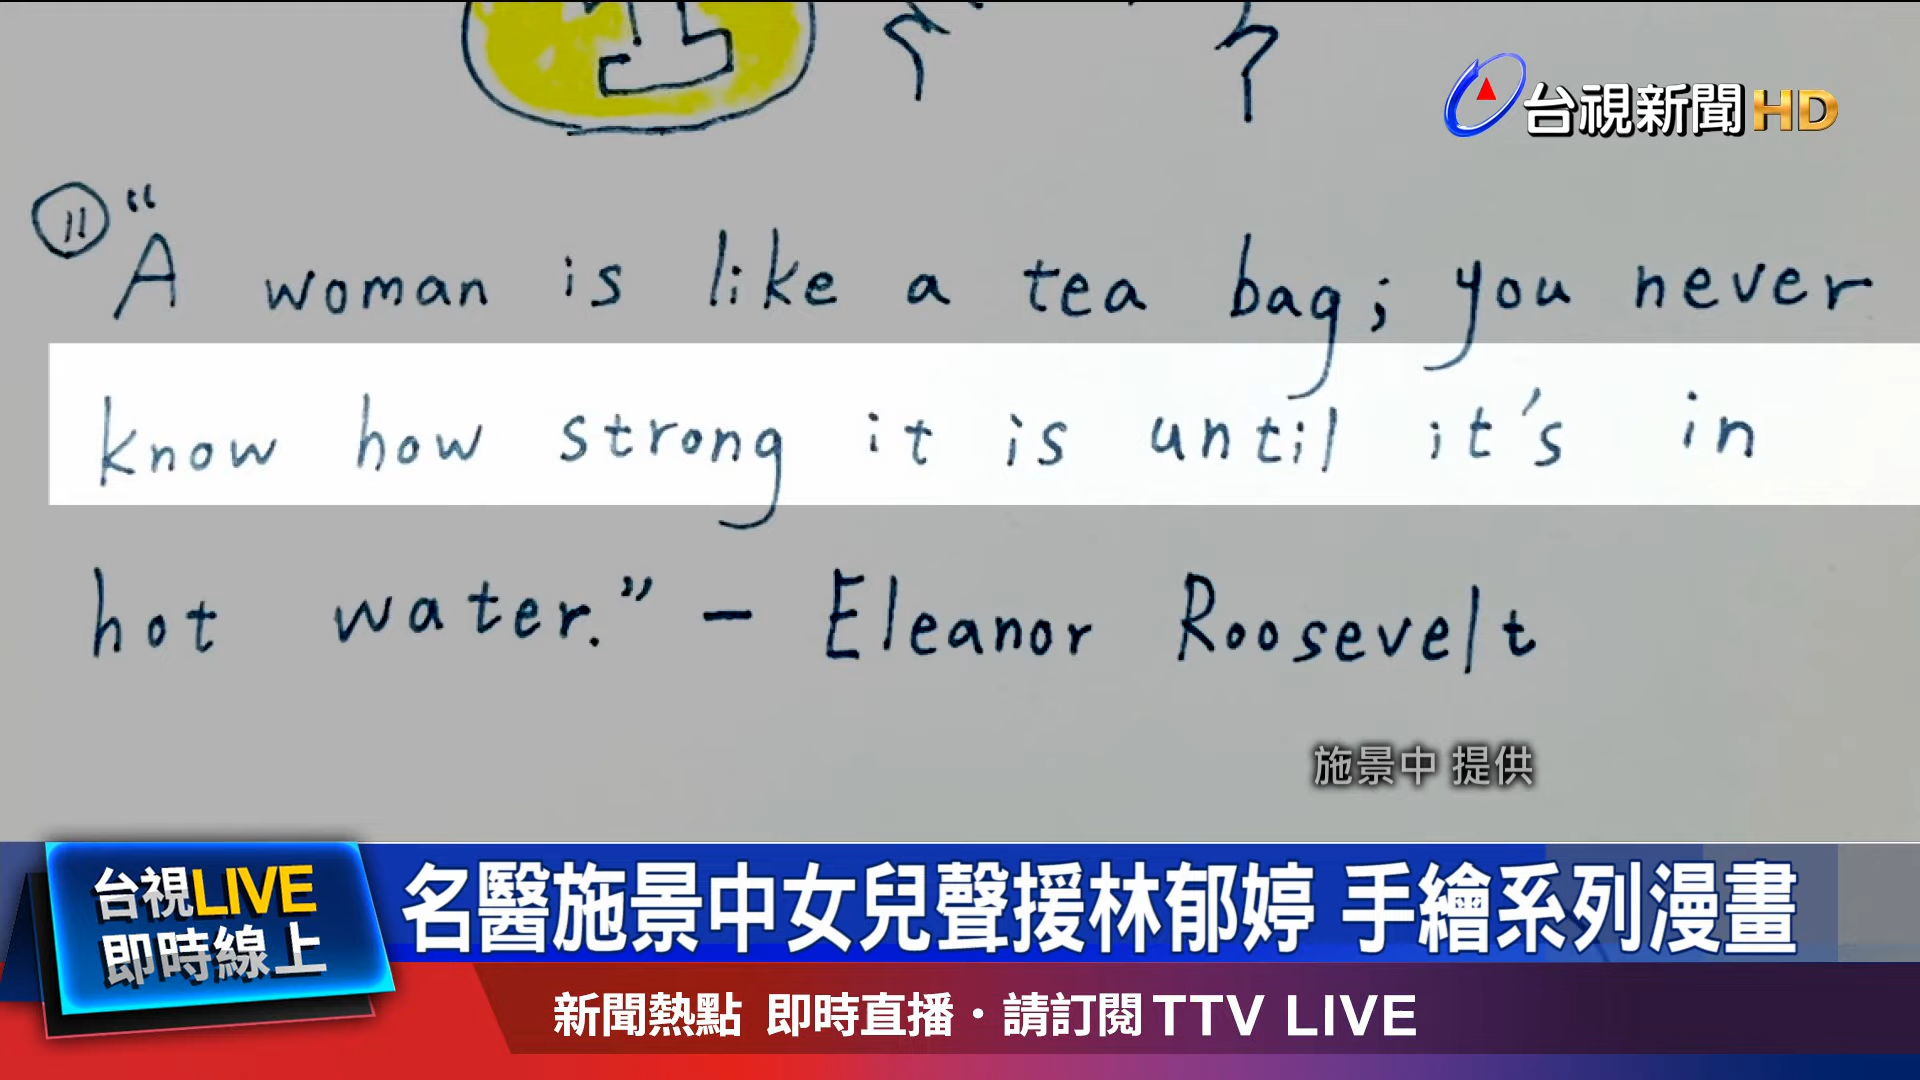 1
台視新聞HD
11
"A woman is like a tea bag; you never
know how strong it is until it's in
hot water." - Eleanor Roosevelt
施景中 提供
台視LIVE
即時線上
名醫施景中女兒聲援林郁婷 手繪系列漫畫
新聞熱點 即時直播・請訂閱TTV LIVE